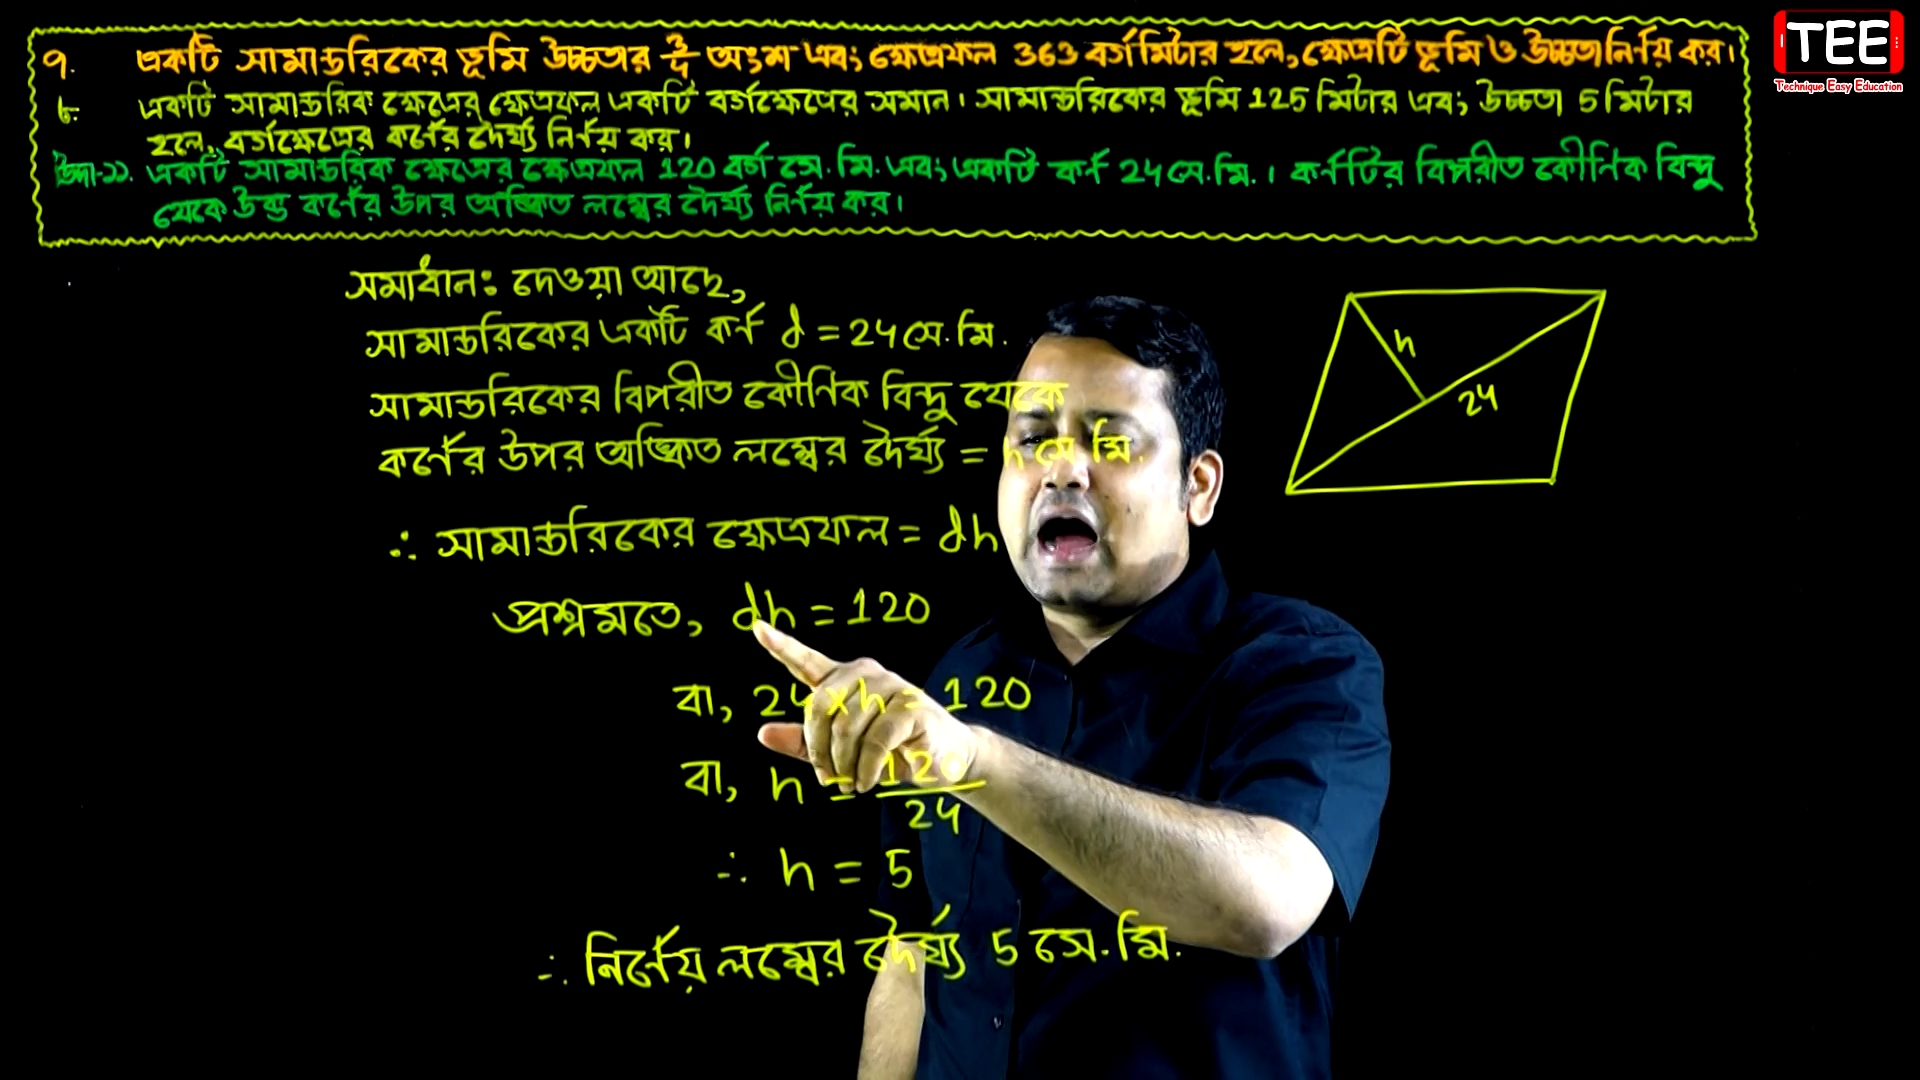 ৭. একটি সামান্তরিকের ভূমি উচ্চতার ৩/৪ অংশ এবং ক্ষেত্রফল 363 বর্গমিটার হলে, ক্ষেত্রটি ভূমি ও উচ্চতা নির্ণয় কর।
৮. একটি সামান্তরিক ক্ষেত্রের ক্ষেত্রফল একটি বর্গক্ষেত্রের সমান। সামান্তরিকের ভূমি 125 মিটার এবং উচ্চতা 5 মিটার
হলে, বর্গক্ষেত্রের কর্ণের দৈর্ঘ্য নির্ণয় কর।
উদা-১১. একটি সামান্তরিক ক্ষেত্রের ক্ষেত্রফল 120 বর্গ সে.মি. এবং একটি কর্ণ 24 সে.মি.। কর্ণটির বিপরীত কৌণিক বিন্দু
থেকে উক্ত কর্ণের উপর অঙ্কিত লম্বের দৈর্ঘ্য নির্ণয় কর।
TEE
Technique Easy Education
সমাধান: দেওয়া আছে,
সামান্তরিকের একটি কর্ণ d = 24 সে.মি.
সামান্তরিকের বিপরীত কৌণিক বিন্দু থেকে
কর্ণের উপর অঙ্কিত লম্বের দৈর্ঘ্য = h সে মি.
∴ সামান্তরিকের ক্ষেত্রফল = dh
প্রশ্নমতে, dh = 120
বা, 24 × h = 120
বা, h = 120/24
∴ h = 5
∴ নির্ণেয় লম্বের দৈর্ঘ্য 5 সে.মি.
h
24